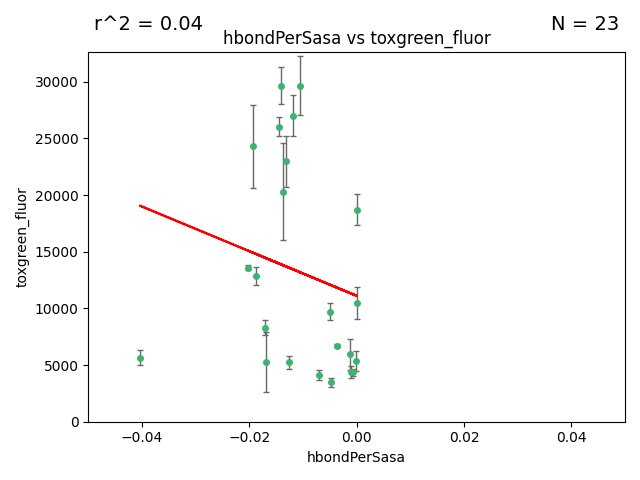 r^2 = 0.04
N = 23
hbondPerSasa vs toxgreen_fluor
toxgreen_fluor
30000
25000
20000
15000
10000
5000
0
−0.04
−0.02
0.00
0.02
0.04
hbondPerSasa